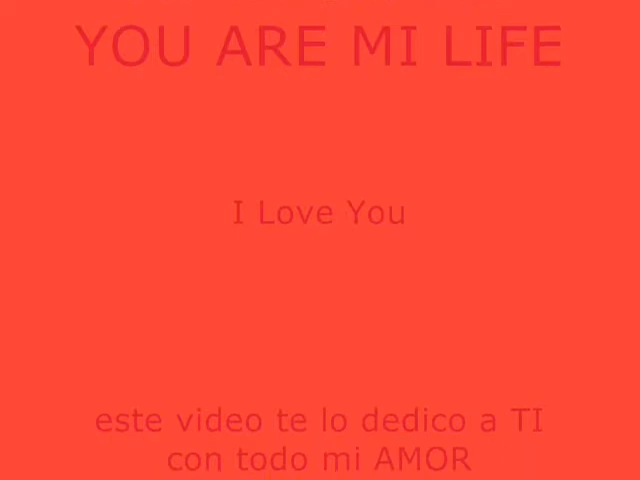 YOU ARE MI LIFE
I Love You
este video te lo dedico a TI
con todo mi AMOR